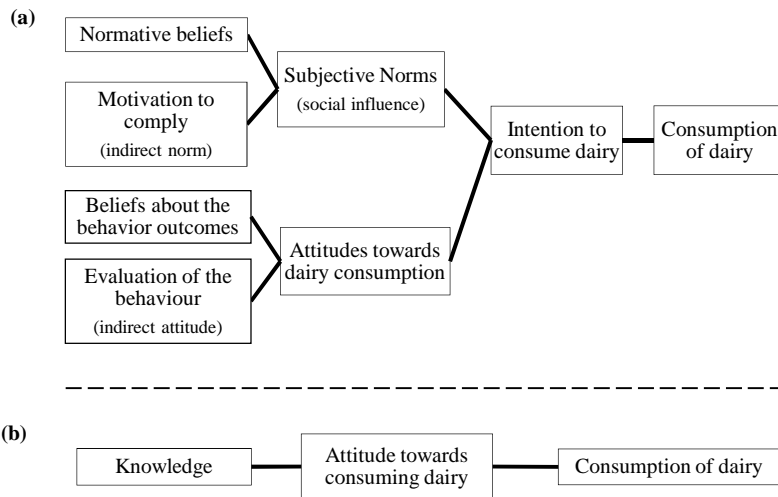 (a)
Normative beliefs
Motivation to
comply
(indirect norm)
Subjective Norms
(social influence)
Beliefs about the
behavior outcomes
Evaluation of the
behaviour
(indirect attitude)
Attitudes towards
dairy consumption
Intention to
consume dairy
Consumption
of dairy
(b)
Knowledge
Attitude towards
consuming dairy
Consumption of dairy